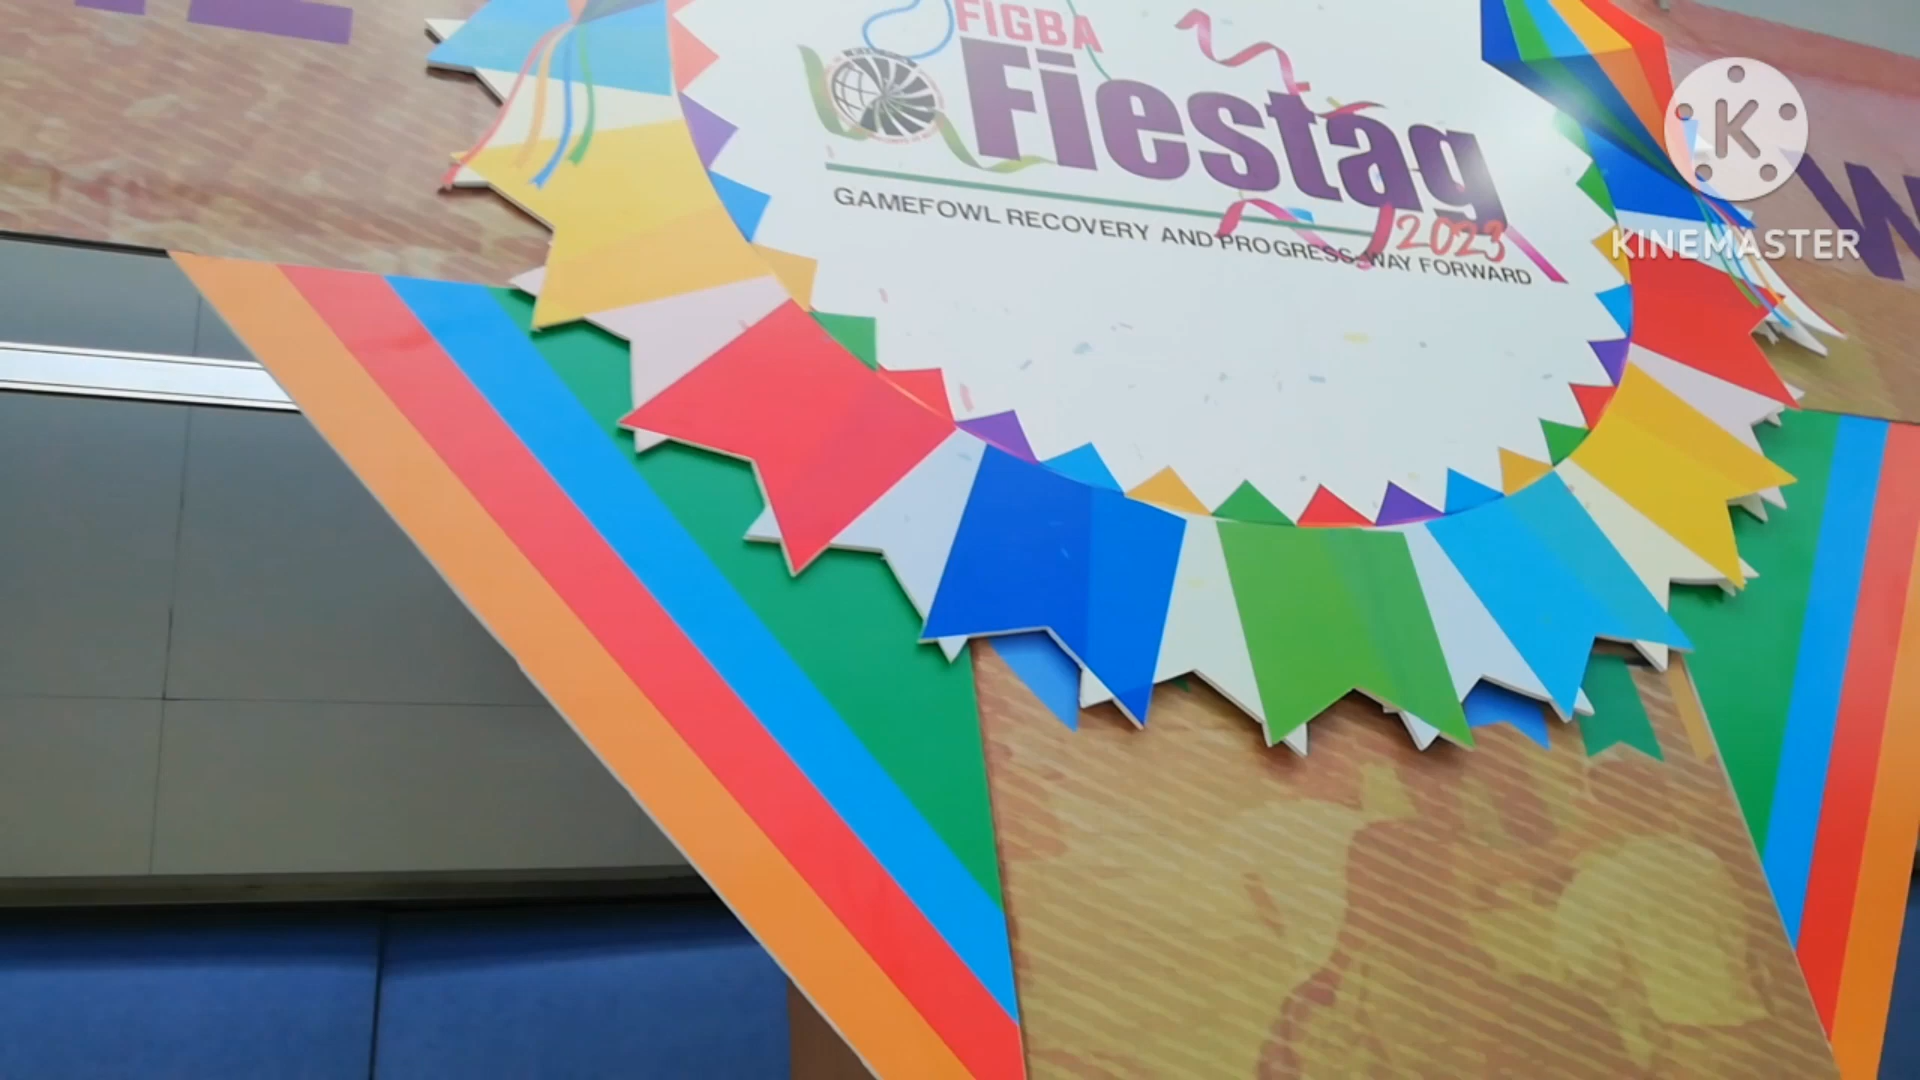 FIGBA
Fiestag
2023
GAMEFOWL RECOVERY AND PROGRESS-WAY FORWARD
K
KINEMASTER
W